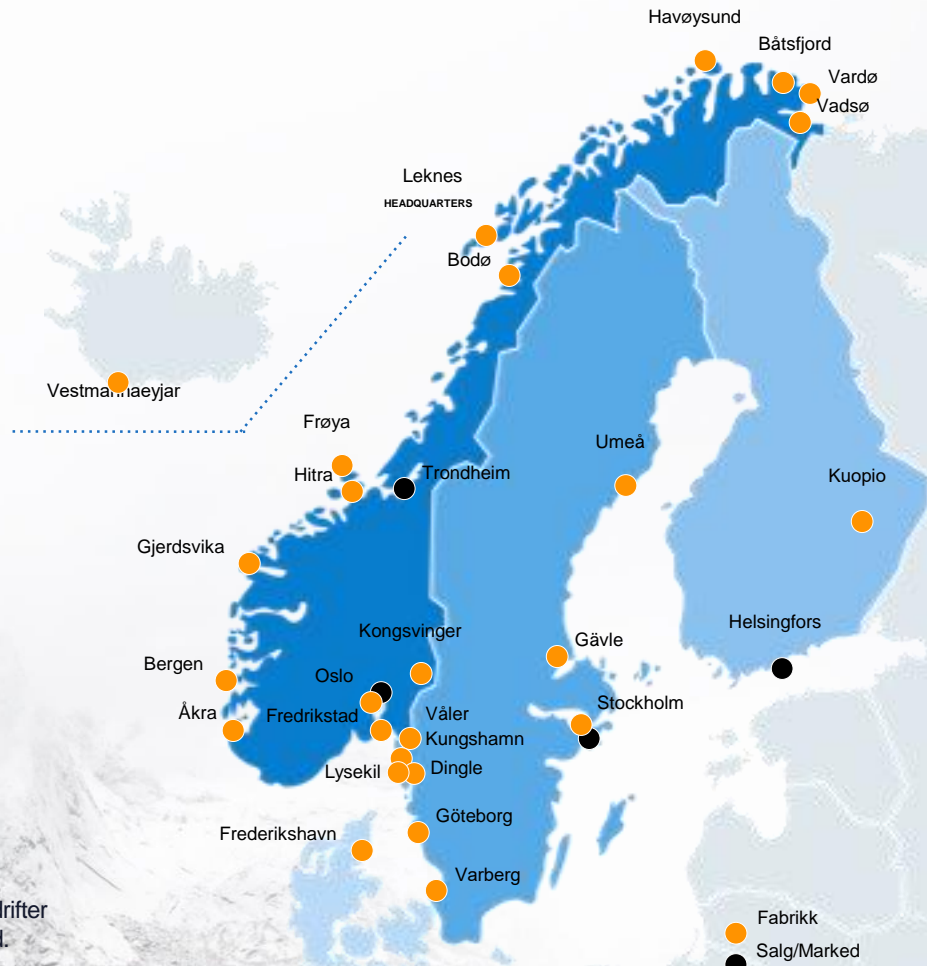 Havøysund
Båtsfjord
Vardø
Vadsø
Leknes
HEADQUARTERS
Bodø
Vestmannaeyjar
Frøya
Hitra
Trondheim
Umeå
Kuopio
Gjerdsvika
Kongsvinger
Helsingfors
Gävle
Bergen
Oslo
Stockholm
Åkra
Fredrikstad
Våler
Kungshamn
Lysekil
Dingle
Göteborg
Frederikshavn
Varberg
Fabrikk
Salg/Marked